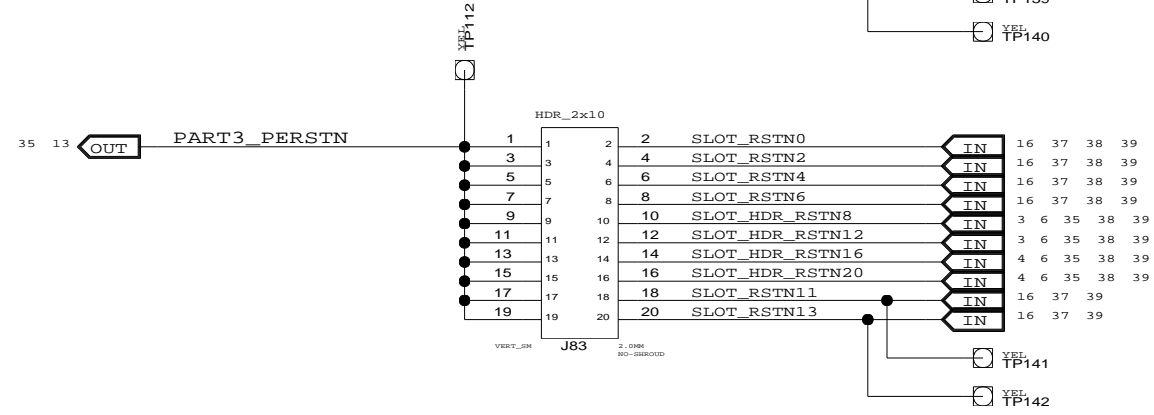 TP139
YEL
TP140
YEL
TP112
HDR_2x10
35 13 OUT PART3_PERSTN 1 1 2 2 SLOT_RSTN0 IN 16 37 38 39
3 3 4 4 SLOT_RSTN2 IN 16 37 38 39
5 5 6 6 SLOT_RSTN4 IN 16 37 38 39
7 7 8 8 SLOT_RSTN6 IN 16 37 38 39
9 9 10 10 SLOT_HDR_RSTN8 IN 3 6 35 38 39
11 11 12 12 SLOT_HDR_RSTN12 IN 3 6 35 38 39
13 13 14 14 SLOT_HDR_RSTN16 IN 4 6 35 38 39
15 15 16 16 SLOT_HDR_RSTN20 IN 4 6 35 38 39
17 17 18 18 SLOT_RSTN11 IN 16 37 39
19 19 20 20 SLOT_RSTN13 IN 16 37 39
VERT_SM J83 2.0MM
NO-SHROUD
YEL
TP141
YEL
TP142